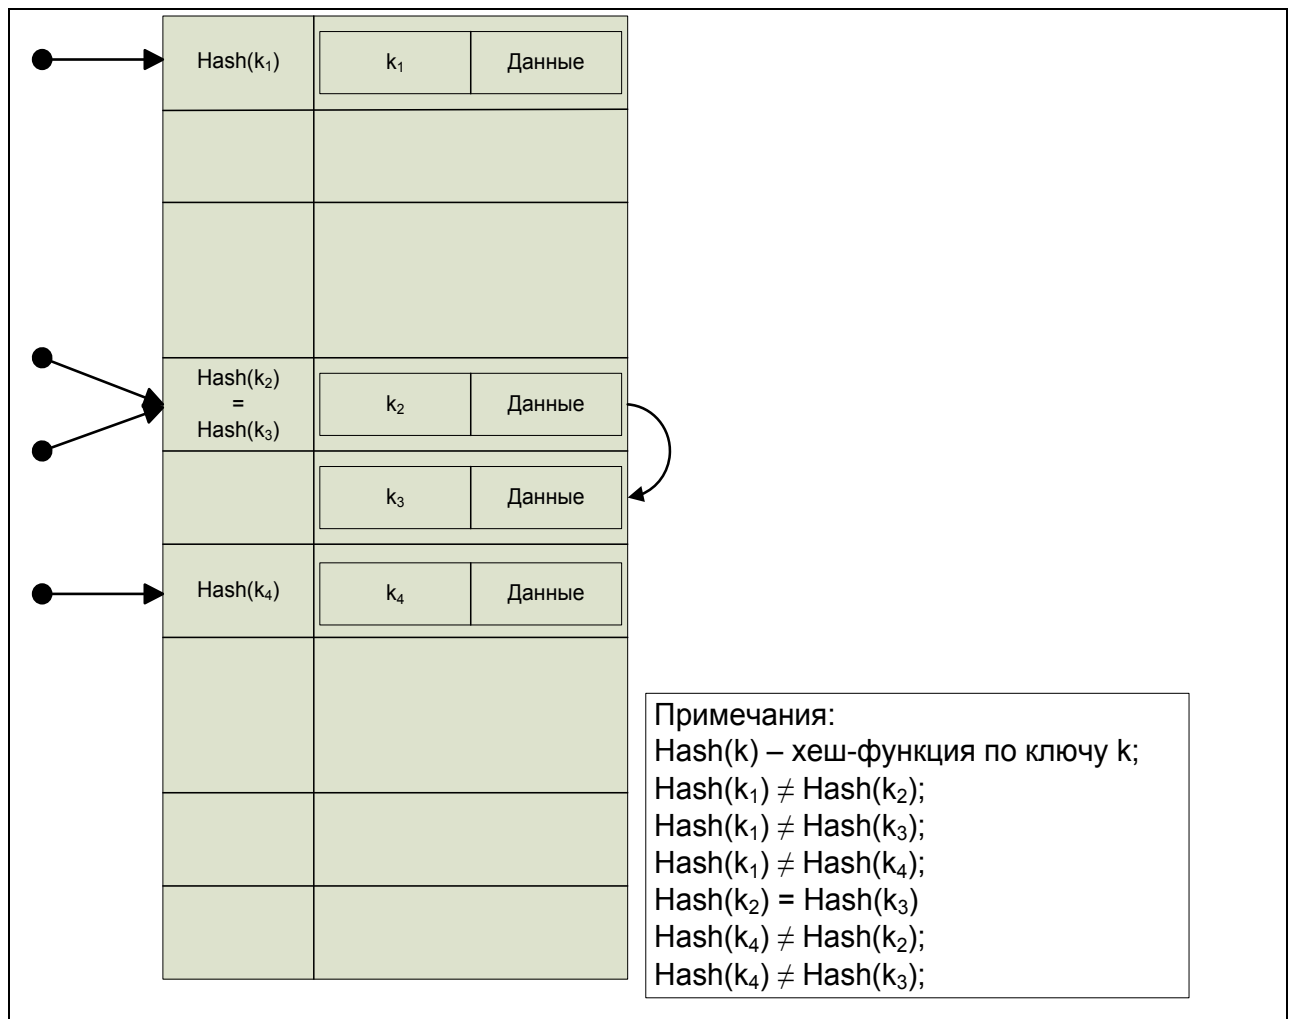 Hash(k₁) k₁ Данные
Hash(k₂)
=
Hash(k₃)
k₂ Данные
k₃ Данные
Hash(k₄) k₄ Данные
Примечания:
Hash(k) – хеш-функция по ключу k;
Hash(k₁) ≠ Hash(k₂);
Hash(k₁) ≠ Hash(k₃);
Hash(k₁) ≠ Hash(k₄);
Hash(k₂) = Hash(k₃)
Hash(k₄) ≠ Hash(k₂);
Hash(k₄) ≠ Hash(k₃);